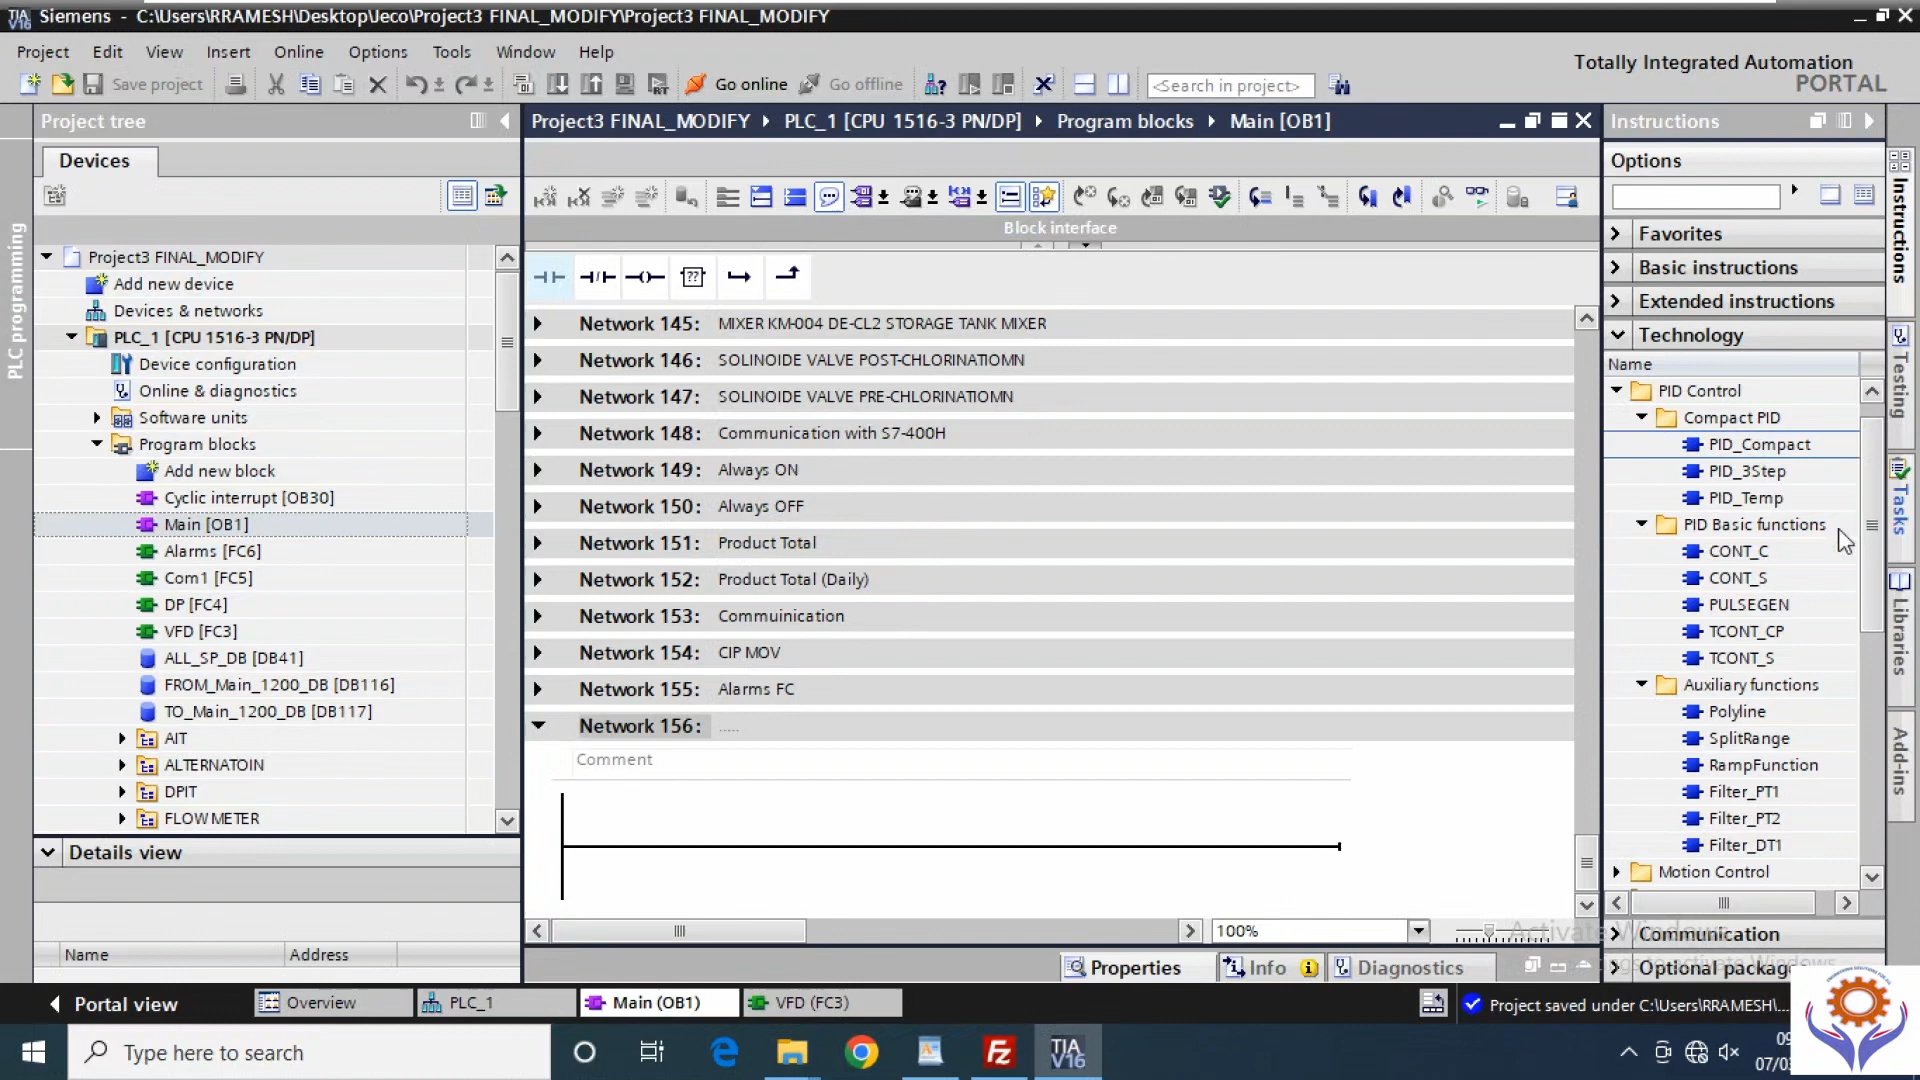 TIA V16 Siemens - C:\Users\RRAMESH\Desktop\Jeco\Project3 FINAL_MODIFY\Project3 FINAL_MODIFY
Project Edit View Insert Online Options Tools Window Help
Totally Integrated Automation
PORTAL
Save project Go online Go offline <Search in project>
Project tree
Project3 FINAL_MODIFY PLC_1 [CPU 1516-3 PN/DP] Program blocks Main [OB1]
Instructions
Devices
Options
PLC programming
Block interface
Project3 FINAL_MODIFY
Add new device
Devices & networks
PLC_1 [CPU 1516-3 PN/DP]
Device configuration
Online & diagnostics
Software units
Program blocks
Add new block
Cyclic interrupt [OB30]
Main [OB1]
Alarms [FC6]
Com1 [FC5]
DP [FC4]
VFD [FC3]
ALL_SP_DB [DB41]
FROM_Main_1200_DB [DB116]
TO_Main_1200_DB [DB117]
AIT
ALTERNATOIN
DPIT
FLOW METER
Details view
Name Address
??
Network 145: MIXER KM-004 DE-CL2 STORAGE TANK MIXER
Network 146: SOLINOIDE VALVE POST-CHLORINATIOMN
Network 147: SOLINOIDE VALVE PRE-CHLORINATIOMN
Network 148: Communication with S7-400H
Network 149: Always ON
Network 150: Always OFF
Network 151: Product Total
Network 152: Product Total (Daily)
Network 153: Commuinication
Network 154: CIP MOV
Network 155: Alarms FC
Network 156: .....
Comment
100%
Properties Info Diagnostics
Favorites
Basic instructions
Extended instructions
Technology
Name
PID Control
Compact PID
PID_Compact
PID_3Step
PID_Temp
PID Basic functions
CONT_C
CONT_S
PULSEGEN
TCONT_CP
TCONT_S
Auxiliary functions
Polyline
SplitRange
RampFunction
Filter_PT1
Filter_PT2
Filter_DT1
Motion Control
Communication
Optional packag
Activate Windows
Instructions
Testing
Tasks
Libraries
Add-ins
Portal view Overview PLC_1 Main (OB1) VFD (FC3) Project saved under C:\Users\RRAMESH\...
Type here to search
TIA V16
09
07/03